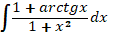 ∫ (1 + arctgx)/(1 + x²) dx